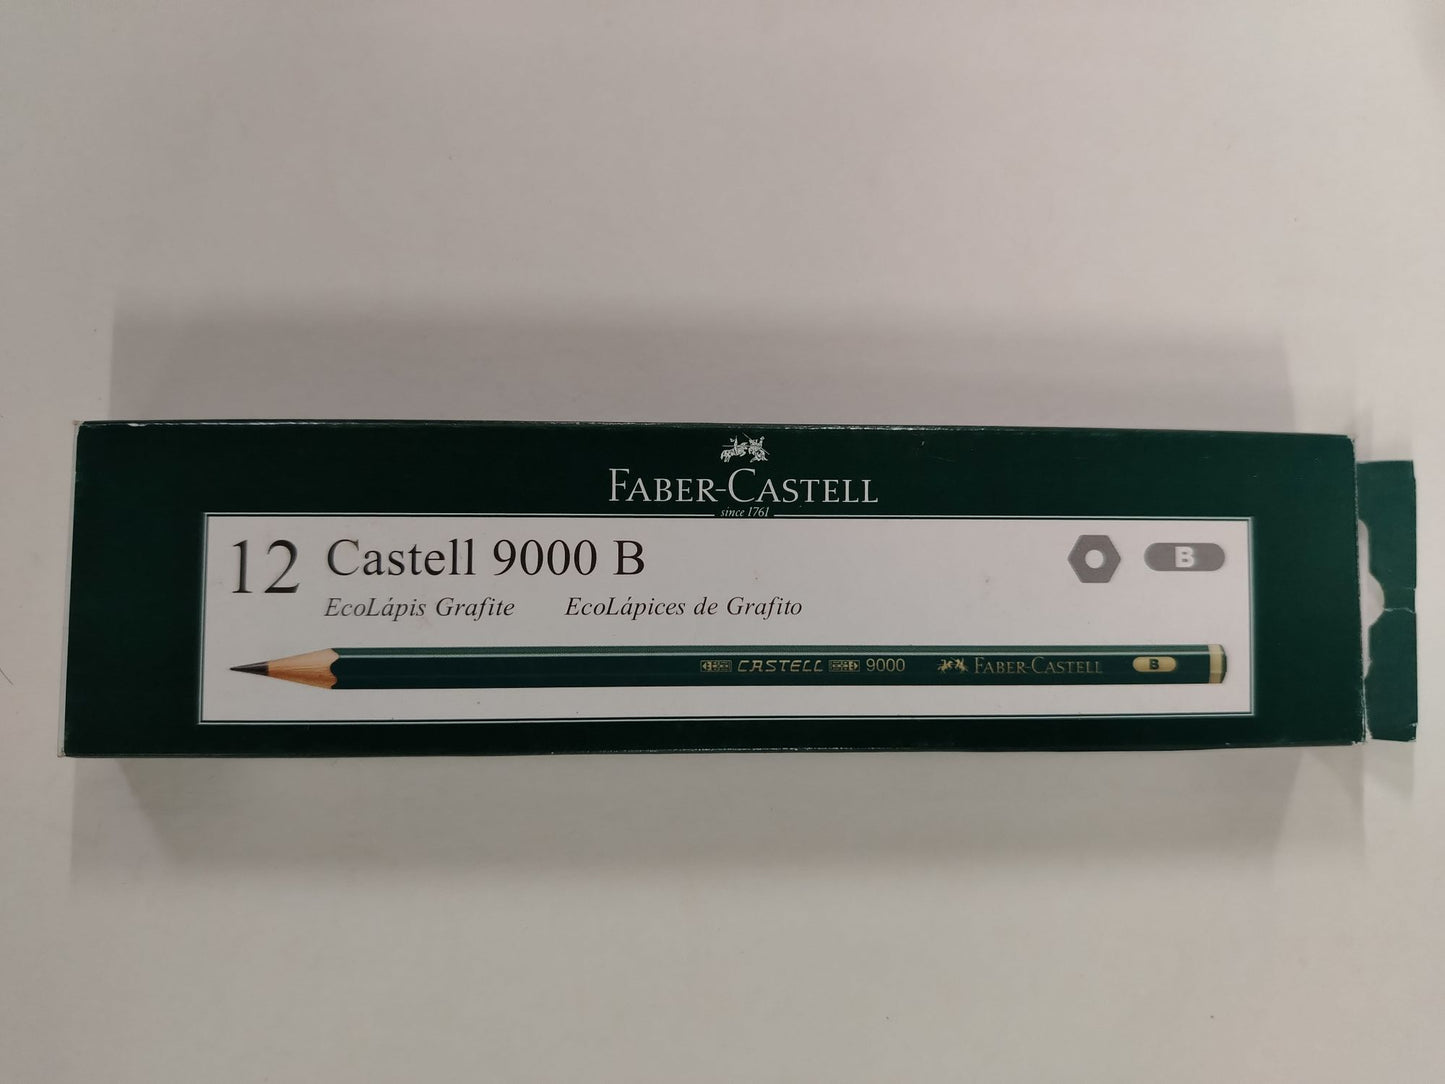 FABER-CASTELL
since 1761
12 Castell 9000 B
B
EcoLápis Grafite EcoLápices de Grafito
CASTELL 9000 FABER-CASTELL B